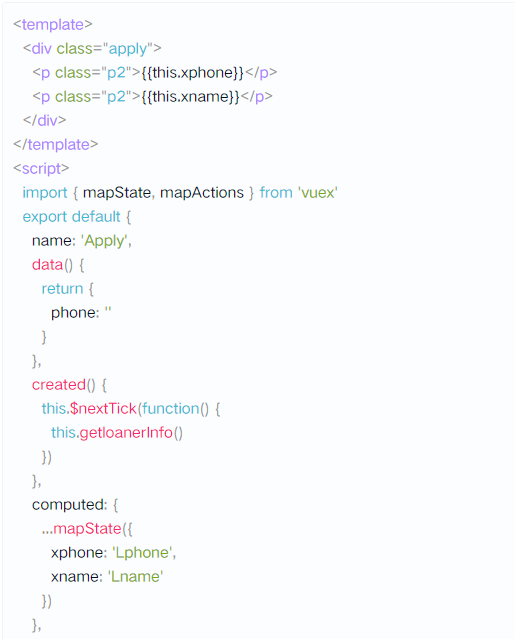 <template>
<div class="apply">
<p class="p2">{{this.xphone}}</p>
<p class="p2">{{this.xname}}</p>
</div>
</template>
<script>
import { mapState, mapActions } from 'vuex'
export default {
name: 'Apply',
data() {
return {
phone: ''
}
},
created() {
this.$nextTick(function() {
this.getloanerInfo()
})
},
computed: {
...mapState({
xphone: 'Lphone',
xname: 'Lname'
})
},